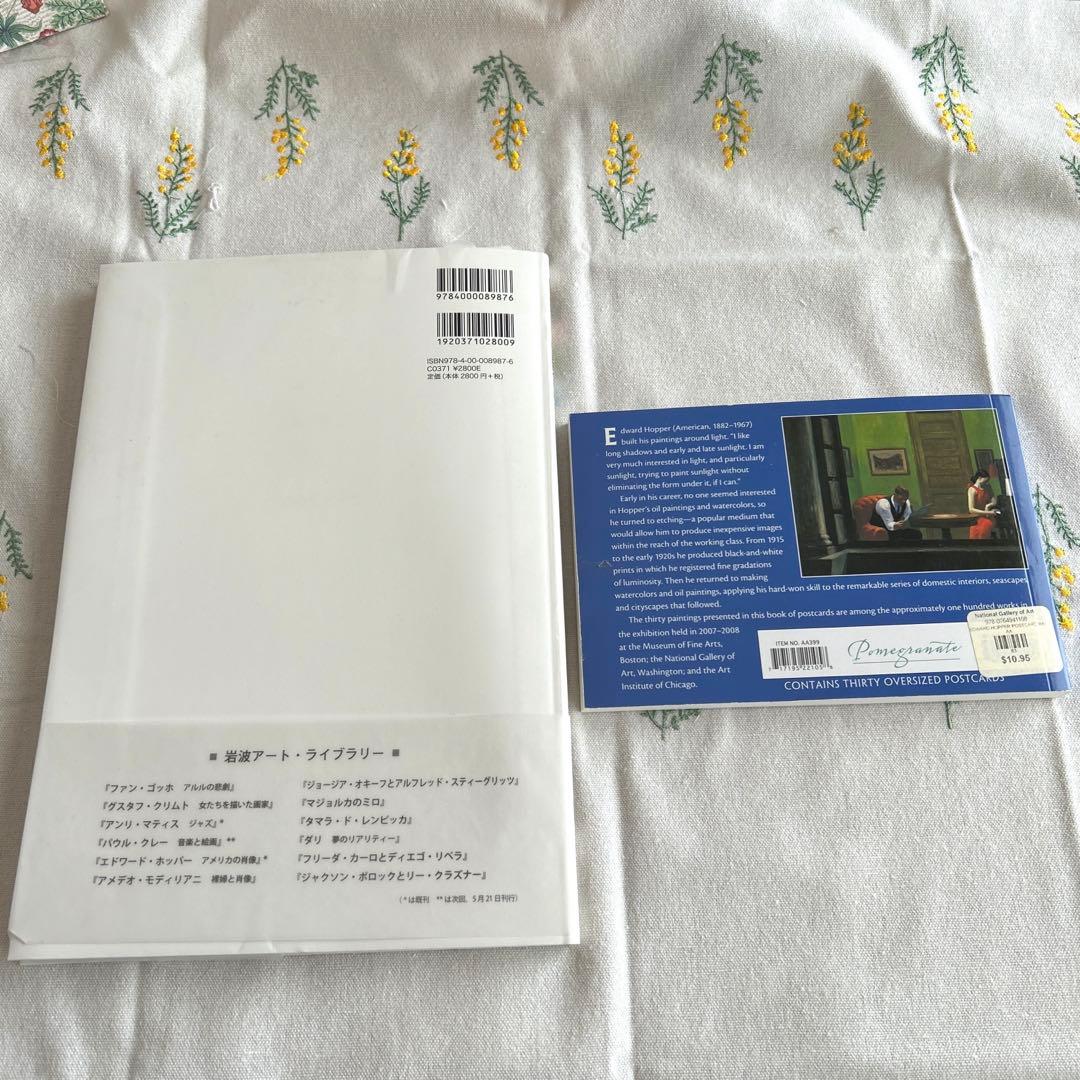 9784000089876
1920371028009
ISBN978-4-00-008987-6
C0371 ¥2800E
定価(本体2800円+税)
■ 岩波アート・ライブラリー ■
『ファン・ゴッホ アルルの悲劇』
『グスタフ・クリムト 女たちを描いた画家』
『アンリ・マティス ジャズ』*
『パウル・クレー 音楽と絵画』**
『エドワード・ホッパー アメリカの肖像』*
『アメデオ・モディリアニ 裸婦と肖像』
『ジョージア・オキーフとアルフレッド・スティーグリッツ』
『マジョルカのミロ』
『タマラ・ド・レンピッカ』
『ダリ 夢のリアリティー』
『フリーダ・カーロとディエゴ・リベラ』
『ジャクソン・ポロックとリー・クラズナー』
(*は既刊 **は次回,5月21日刊行)
Edward Hopper (American, 1882–1967)
built his paintings around light. "I like
long shadows and early and late sunlight. I am
very much interested in light, and particularly
sunlight, trying to paint sunlight without
eliminating the form under it, if I can."
Early in his career, no one seemed interested
in Hopper's oil paintings and watercolors, so
he turned to etching—a popular medium that
would allow him to produce inexpensive images
within the reach of the working class. From 1915
to the early 1920s he produced black-and-white
prints in which he registered fine gradations
of luminosity. Then he returned to making
watercolors and oil paintings, applying his hard-won skill to the remarkable series of domestic interiors, seascapes,
and cityscapes that followed.
The thirty paintings presented in this book of postcards are among the approximately one hundred works in
the exhibition held in 2007–2008
at the Museum of Fine Arts,
Boston; the National Gallery of
Art, Washington; and the Art
Institute of Chicago.
ITEM NO. AA399
7 17195 22105 6
Pomegranate
CONTAINS THIRTY OVERSIZED POSTCARDS
National Gallery of Art
978-0764941108
EDWARD HOPPER POSTCARD
$10.95